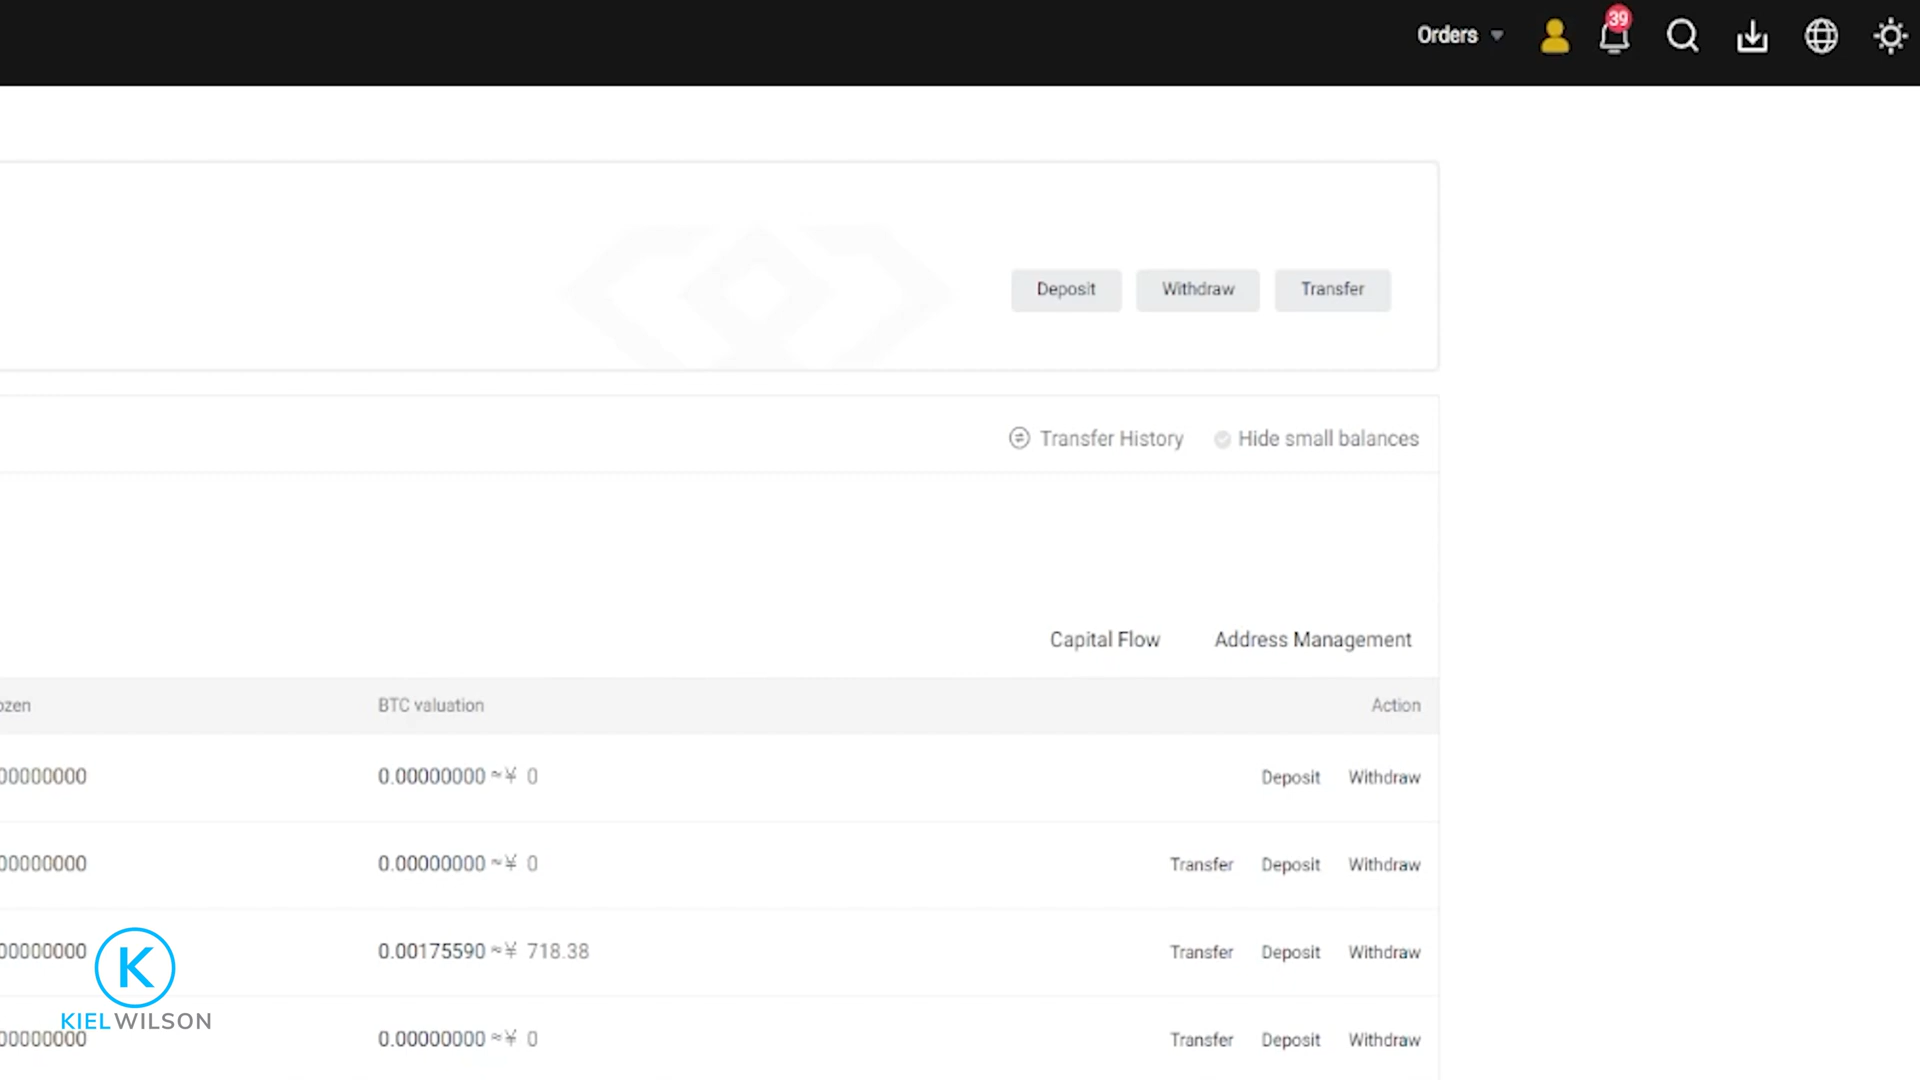 Orders
39
Deposit Withdraw Transfer
Transfer History Hide small balances
Capital Flow Address Management
ozen BTC valuation Action
00000000 0.00000000 ≈¥ 0 Deposit Withdraw
00000000 0.00000000 ≈¥ 0 Transfer Deposit Withdraw
00000000 0.00175590 ≈¥ 718.38 Transfer Deposit Withdraw
K
KIELWILSON
00000000 0.00000000 ≈¥ 0 Transfer Deposit Withdraw